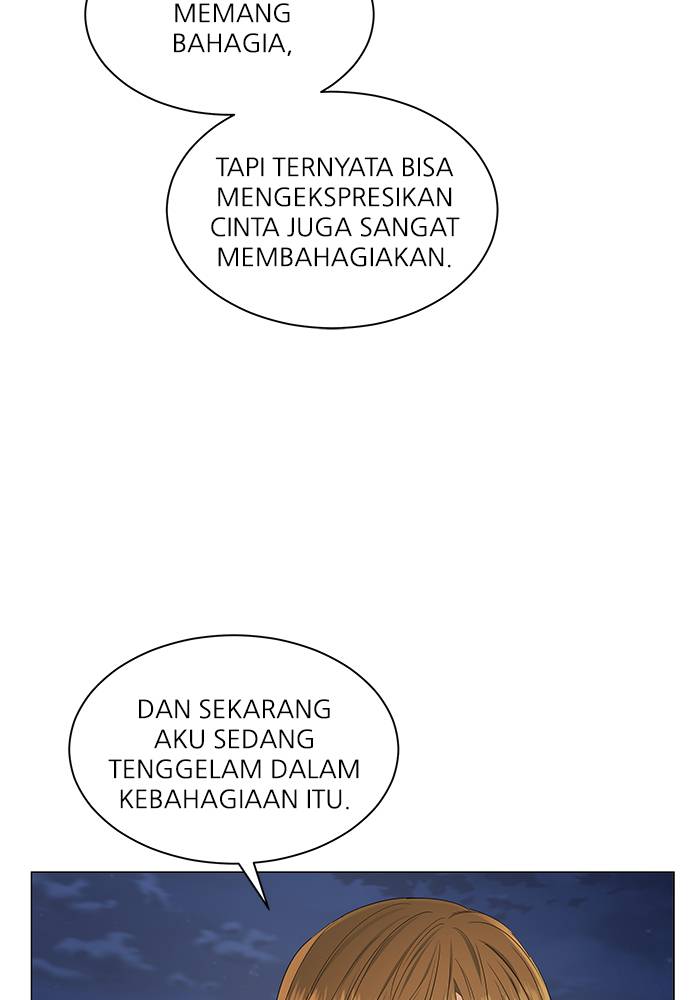 MEMANG
BAHAGIA,
TAPI TERNYATA BISA
MENGEKSPRESIKAN
CINTA JUGA SANGAT
MEMBAHAGIAKAN.
DAN SEKARANG
AKU SEDANG
TENGGELAM DALAM
KEBAHAGIAAN ITU.